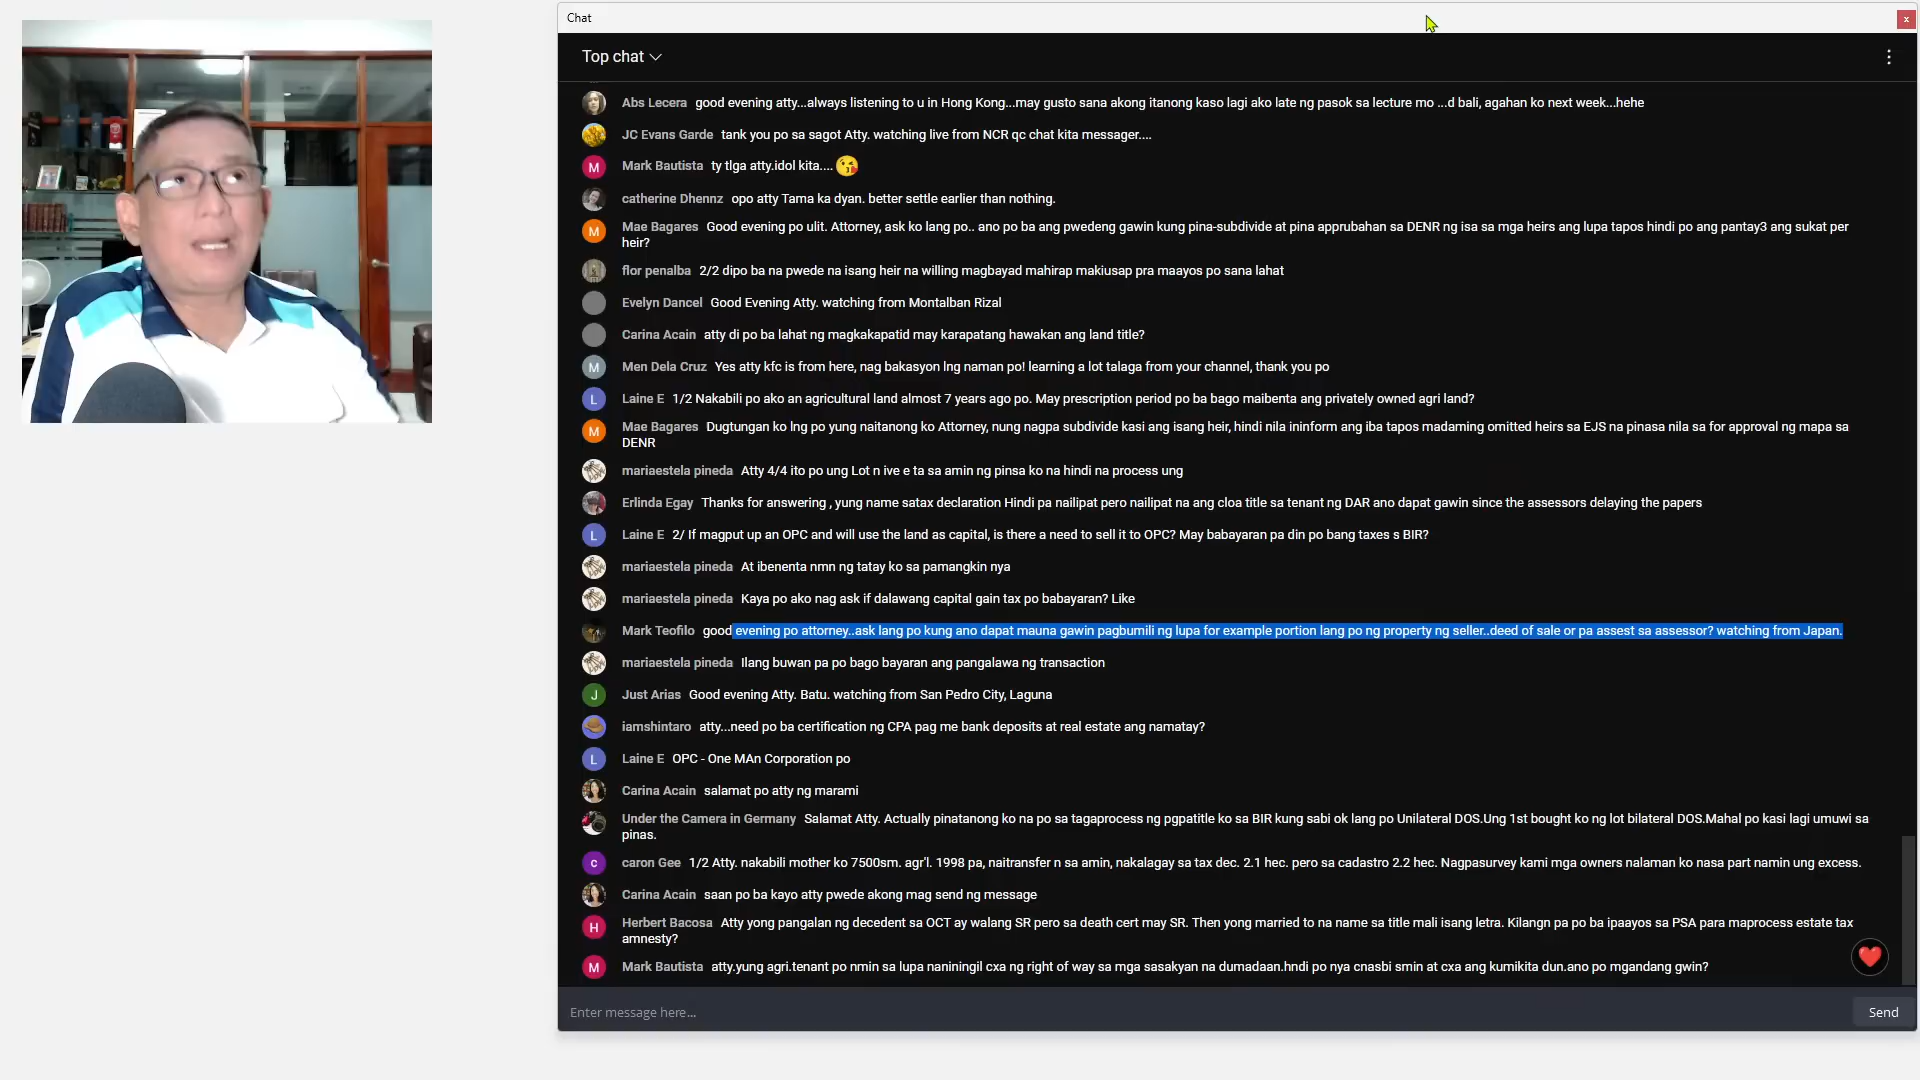 Chat
Top chat
Abs Lecera good evening atty...always listening to u in Hong Kong...may gusto sana akong itanong kaso lagi ako late ng pasok sa lecture mo ...d bali, agahan ko next week...hehe
JC Evans Garde tank you po sa sagot Atty. watching live from NCR qc chat kita messager....
M Mark Bautista ty tlga atty.idol kita....
catherine Dhennz opo atty Tama ka dyan. better settle earlier than nothing.
M Mae Bagares Good evening po ulit. Attorney, ask ko lang po.. ano po ba ang pwedeng gawin kung pina-subdivide at pina apprubahan sa DENR ng isa sa mga heirs ang lupa tapos hindi po ang pantay3 ang sukat per
heir?
flor penalba 2/2 dipo ba na pwede na isang heir na willing magbayad mahirap makiusap pra maayos po sana lahat
Evelyn Dancel Good Evening Atty. watching from Montalban Rizal
Carina Acain atty di po ba lahat ng magkakapatid may karapatang hawakan ang land title?
M Men Dela Cruz Yes atty kfc is from here, nag bakasyon lng naman po! learning a lot talaga from your channel, thank you po
L Laine E 1/2 Nakabili po ako an agricultural land almost 7 years ago po. May prescription period po ba bago maibenta ang privately owned agri land?
M Mae Bagares Dugtungan ko lng po yung naitanong ko Attorney, nung nagpa subdivide kasi ang isang heir, hindi nila ininform ang iba tapos madaming omitted heirs sa EJS na pinasa nila sa for approval ng mapa sa
DENR
mariaestela pineda Atty 4/4 ito po ung Lot n ive e ta sa amin ng pinsa ko na hindi na process ung
Erlinda Egay Thanks for answering , yung name satax declaration Hindi pa nailipat pero nailipat na ang cloa title sa tenant ng DAR ano dapat gawin since the assessors delaying the papers
L Laine E 2/ If magput up an OPC and will use the land as capital, is there a need to sell it to OPC? May babayaran pa din po bang taxes s BIR?
mariaestela pineda At ibenenta nmn ng tatay ko sa pamangkin nya
mariaestela pineda Kaya po ako nag ask if dalawang capital gain tax po babayaran? Like
Mark Teofilo good evening po attorney..ask lang po kung ano dapat mauna gawin pagbumili ng lupa for example portion lang po ng property ng seller..deed of sale or pa assest sa assessor? watching from Japan.
mariaestela pineda Ilang buwan pa po bago bayaran ang pangalawa ng transaction
J Just Arias Good evening Atty. Batu. watching from San Pedro City, Laguna
iamshintaro atty...need po ba certification ng CPA pag me bank deposits at real estate ang namatay?
L Laine E OPC - One MAn Corporation po
Carina Acain salamat po atty ng marami
Under the Camera in Germany Salamat Atty. Actually pinatanong ko na po sa tagaprocess ng pgpatitle ko sa BIR kung sabi ok lang po Unilateral DOS.Ung 1st bought ko ng lot bilateral DOS.Mahal po kasi lagi umuwi sa
pinas.
c caron Gee 1/2 Atty. nakabili mother ko 7500sm. agr'l. 1998 pa, naitransfer n sa amin, nakalagay sa tax dec. 2.1 hec. pero sa cadastro 2.2 hec. Nagpasurvey kami mga owners nalaman ko nasa part namin ung excess.
Carina Acain saan po ba kayo atty pwede akong mag send ng message
H Herbert Bacosa Atty yong pangalan ng decedent sa OCT ay walang SR pero sa death cert may SR. Then yong married to na name sa title mali isang letra. Kilangn pa po ba ipaayos sa PSA para maprocess estate tax
amnesty?
M Mark Bautista atty.yung agri.tenant po nmin sa lupa naniningil cxa ng right of way sa mga sasakyan na dumadaan.hndi po nya cnasbi smin at cxa ang kumikita dun.ano po mgandang gwin?
Enter message here...
Send